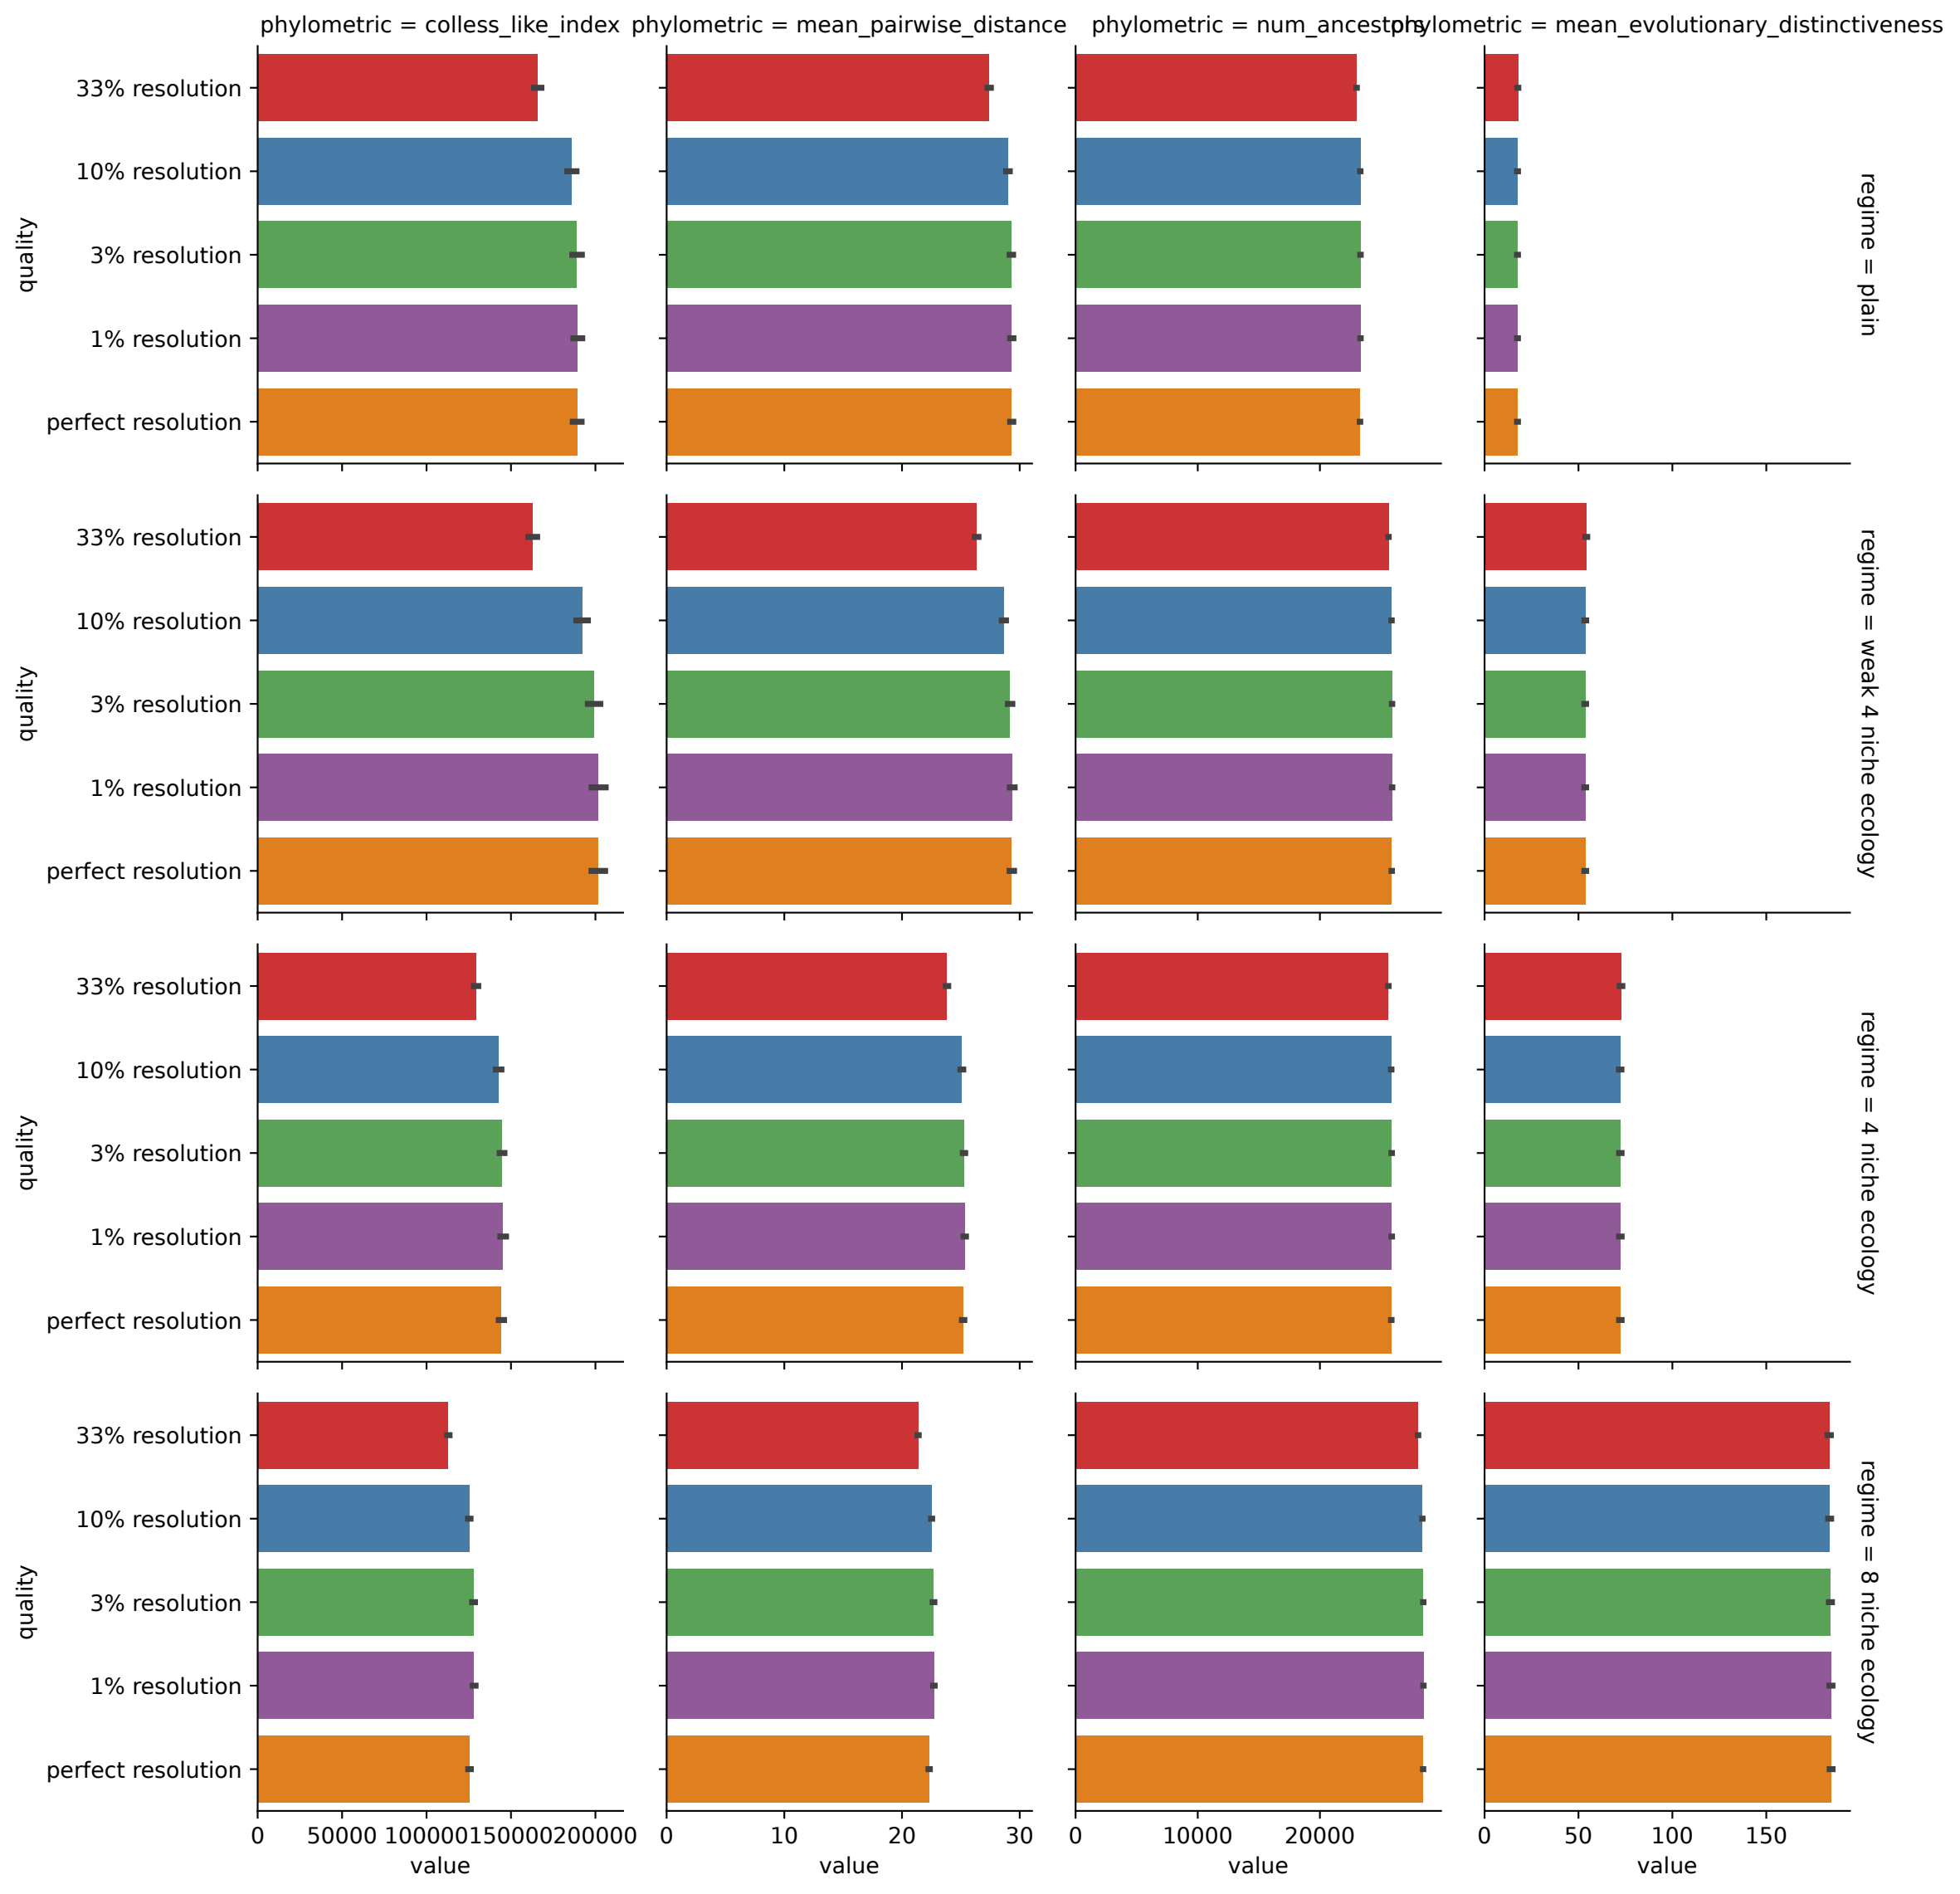 phylometric = colless_like_index
phylometric = mean_pairwise_distance
phylometric = num_ancestors
phylometric = mean_evolutionary_distinctiveness
quality
33% resolution
10% resolution
3% resolution
1% resolution
perfect resolution
regime = plain
quality
33% resolution
10% resolution
3% resolution
1% resolution
perfect resolution
regime = weak 4 niche ecology
quality
33% resolution
10% resolution
3% resolution
1% resolution
perfect resolution
regime = 4 niche ecology
quality
33% resolution
10% resolution
3% resolution
1% resolution
perfect resolution
regime = 8 niche ecology
0 50000 100000 150000 200000
value
0 10 20 30
value
0 10000 20000
value
0 50 100 150
value